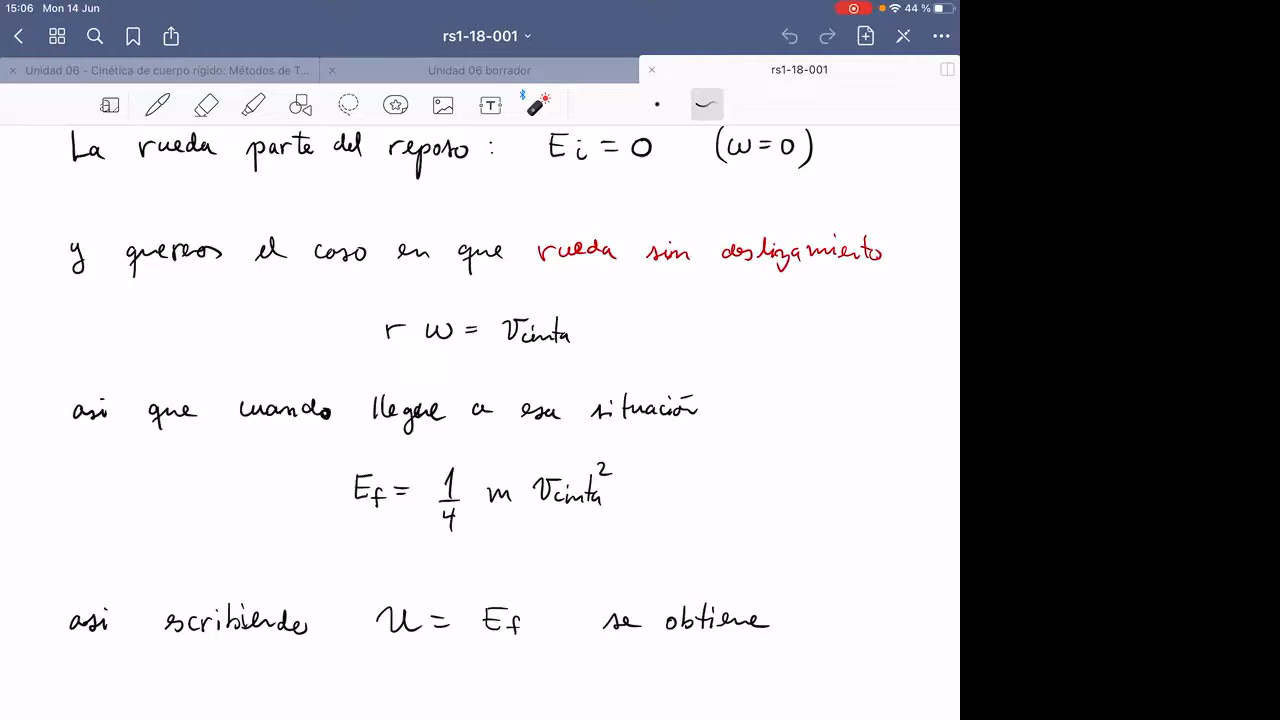 15:06 Mon 14 Jun 44 %
rs1-18-001
Unidad 06 - Cinética de cuerpo rígido: Métodos de T... Unidad 06 borrador rs1-18-001
La rueda parte del reposo : Ei = 0 (ω = 0)
y queremos el caso en que rueda sin deslizamiento
r ω = vcinta
asi que cuando llegue a esa situación
Ef = 1/4 m vcinta²
asi escribiendo U = Ef se obtiene